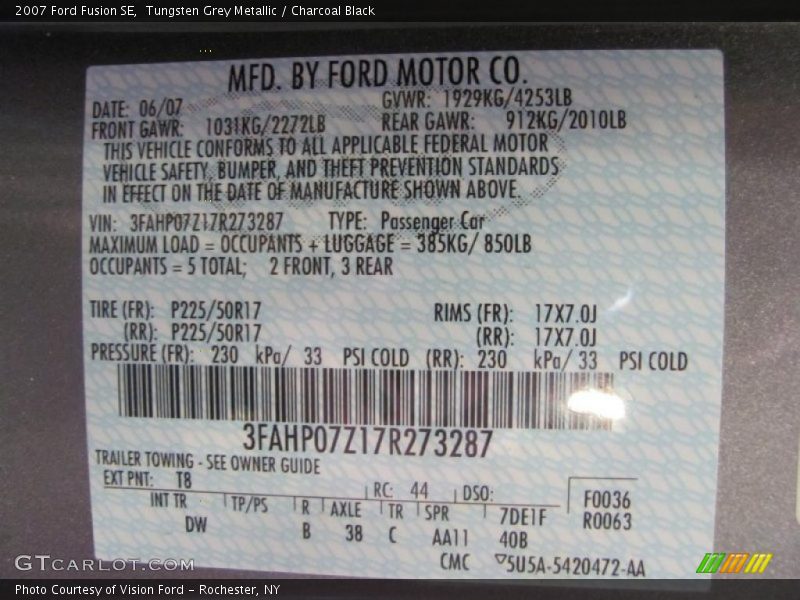 2007 Ford Fusion SE,  Tungsten Grey Metallic / Charcoal Black
MFD. BY FORD MOTOR CO.
DATE: 06/07 GVWR: 1929KG/4253LB
FRONT GAWR: 1031KG/2272LB REAR GAWR: 912KG/2010LB
THIS VEHICLE CONFORMS TO ALL APPLICABLE FEDERAL MOTOR
VEHICLE SAFETY, BUMPER, AND THEFT PREVENTION STANDARDS
IN EFFECT ON THE DATE OF MANUFACTURE SHOWN ABOVE.
VIN: 3FAHP07Z17R273287 TYPE: Passenger Car
MAXIMUM LOAD = OCCUPANTS + LUGGAGE = 385KG/ 850LB
OCCUPANTS = 5 TOTAL; 2 FRONT, 3 REAR
TIRE (FR): P225/50R17 RIMS (FR): 17X7.0J
(RR): P225/50R17 (RR): 17X7.0J
PRESSURE (FR): 230 kPa/ 33 PSI COLD (RR): 230 kPa/ 33 PSI COLD
3FAHP07Z17R273287
TRAILER TOWING - SEE OWNER GUIDE
EXT PNT: T8 RC: 44 DSO: F0036
INT TR TP/PS R AXLE TR SPR 7DE1F R0063
DW B 38 C AA11 40B
CMC ▽5U5A-5420472-AA
GTCARLOT.COM
Photo Courtesy of Vision Ford - Rochester, NY